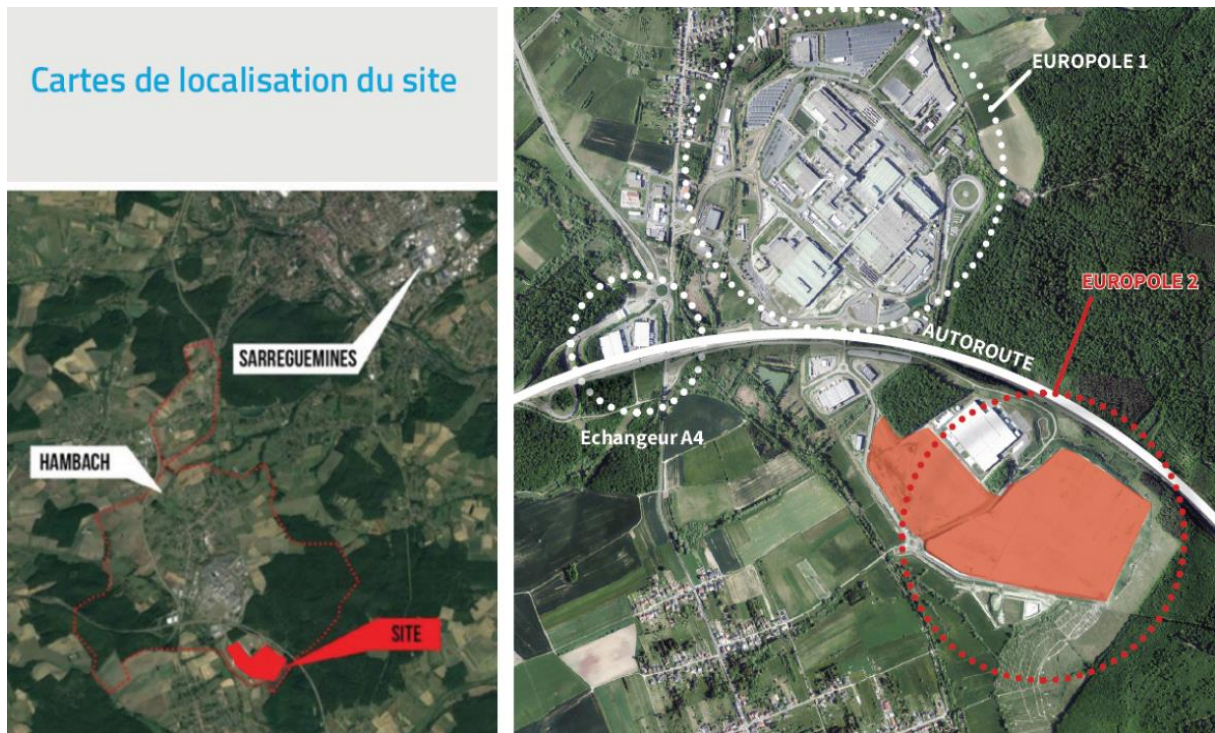 Cartes de localisation du site
SARREGUEMINES
HAMBACH
SITE
EUROPOLE 1
EUROPOLE 2
AUTOROUTE
Echangeur A4